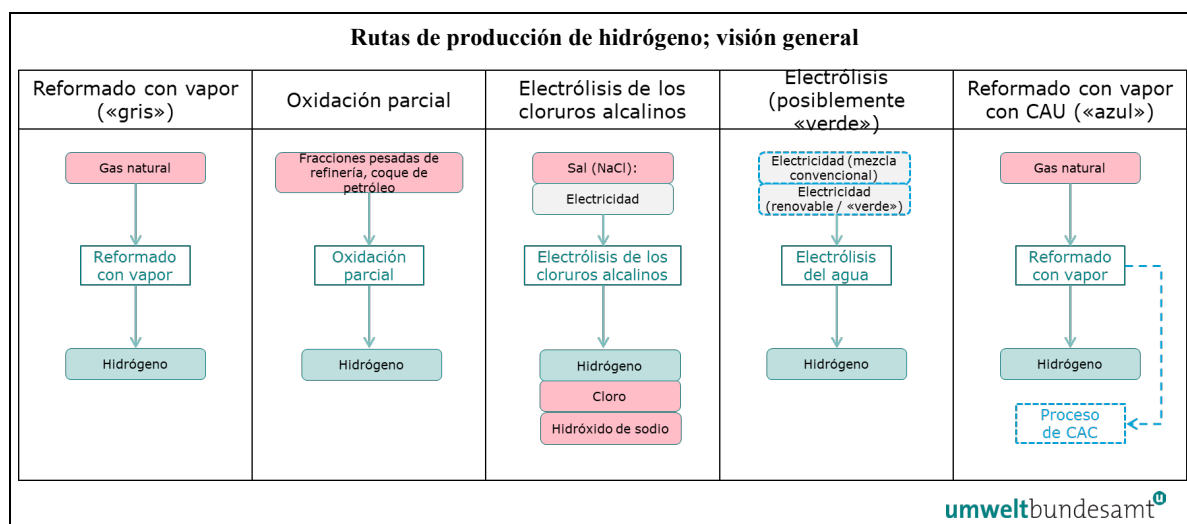 Rutas de producción de hidrógeno; visión general
Reformado con vapor
(«gris»)
Gas natural
Reformado
con vapor
Hidrógeno
Oxidación parcial
Fracciones pesadas de
refinería, coque de
petróleo
Oxidación
parcial
Hidrógeno
Electrólisis de los
cloruros alcalinos
Sal (NaCl):
Electricidad
Electrólisis de los
cloruros alcalinos
Hidrógeno
Cloro
Hidróxido de sodio
Electrólisis
(posiblemente
«verde»)
Electricidad (mezcla
convencional)
Electricidad
(renovable / «verde»)
Electrólisis
del agua
Hidrógeno
Reformado con vapor
con CAU («azul»)
Gas natural
Reformado
con vapor
Hidrógeno
Proceso
de CAC
umweltbundesamt
u